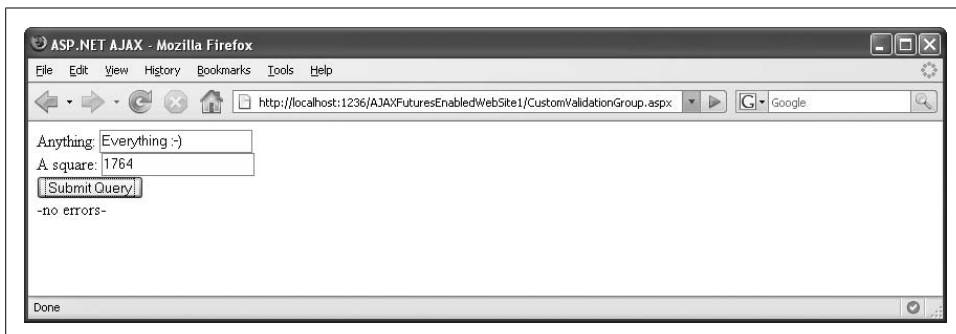 ASP.NET AJAX - Mozilla Firefox
File Edit View History Bookmarks Tools Help
http://localhost:1236/AJAXFuturesEnabledWebSite1/CustomValidationGroup.aspx G Google
Anything: Everything :-)
A square: 1764
Submit Query
-no errors-
Done